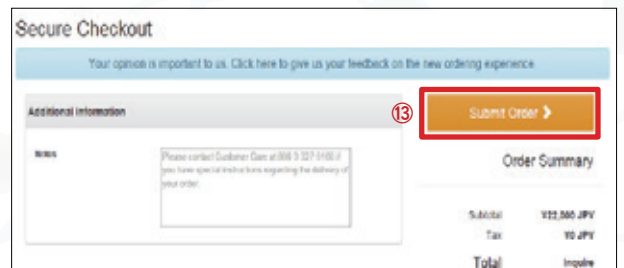 Secure Checkout
Your opinion is important to us. Click here to give us your feedback on the new ordering experience
Additional Information
⑬
Submit Order ❯
Notes
Please contact Customer Care at
you have special instructions regarding the delivery of
your order.
Order Summary
Subtotal ¥22,000 JPY
Tax ¥0 JPY
Total Inquire